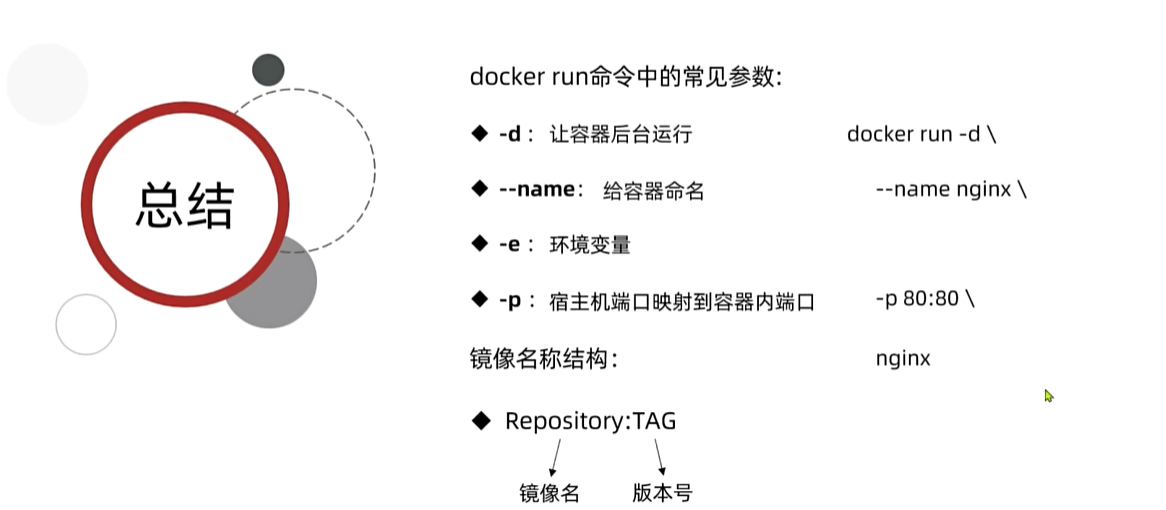 总结
docker run命令中的常见参数:
◆ -d： 让容器后台运行
◆ --name： 给容器命名
◆ -e： 环境变量
◆ -p： 宿主机端口映射到容器内端口
镜像名称结构：
◆ Repository:TAG
镜像名 版本号
docker run -d \
--name nginx \
-p 80:80 \
nginx